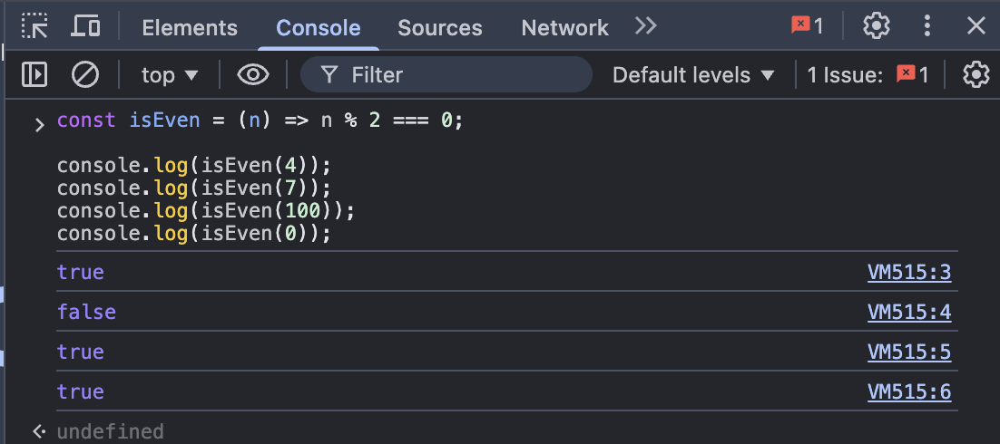 Elements Console Sources Network 1
top Filter Default levels 1 Issue: 1
const isEven = (n) => n % 2 === 0;
console.log(isEven(4));
console.log(isEven(7));
console.log(isEven(100));
console.log(isEven(0));
true VM515:3
false VM515:4
true VM515:5
true VM515:6
undefined